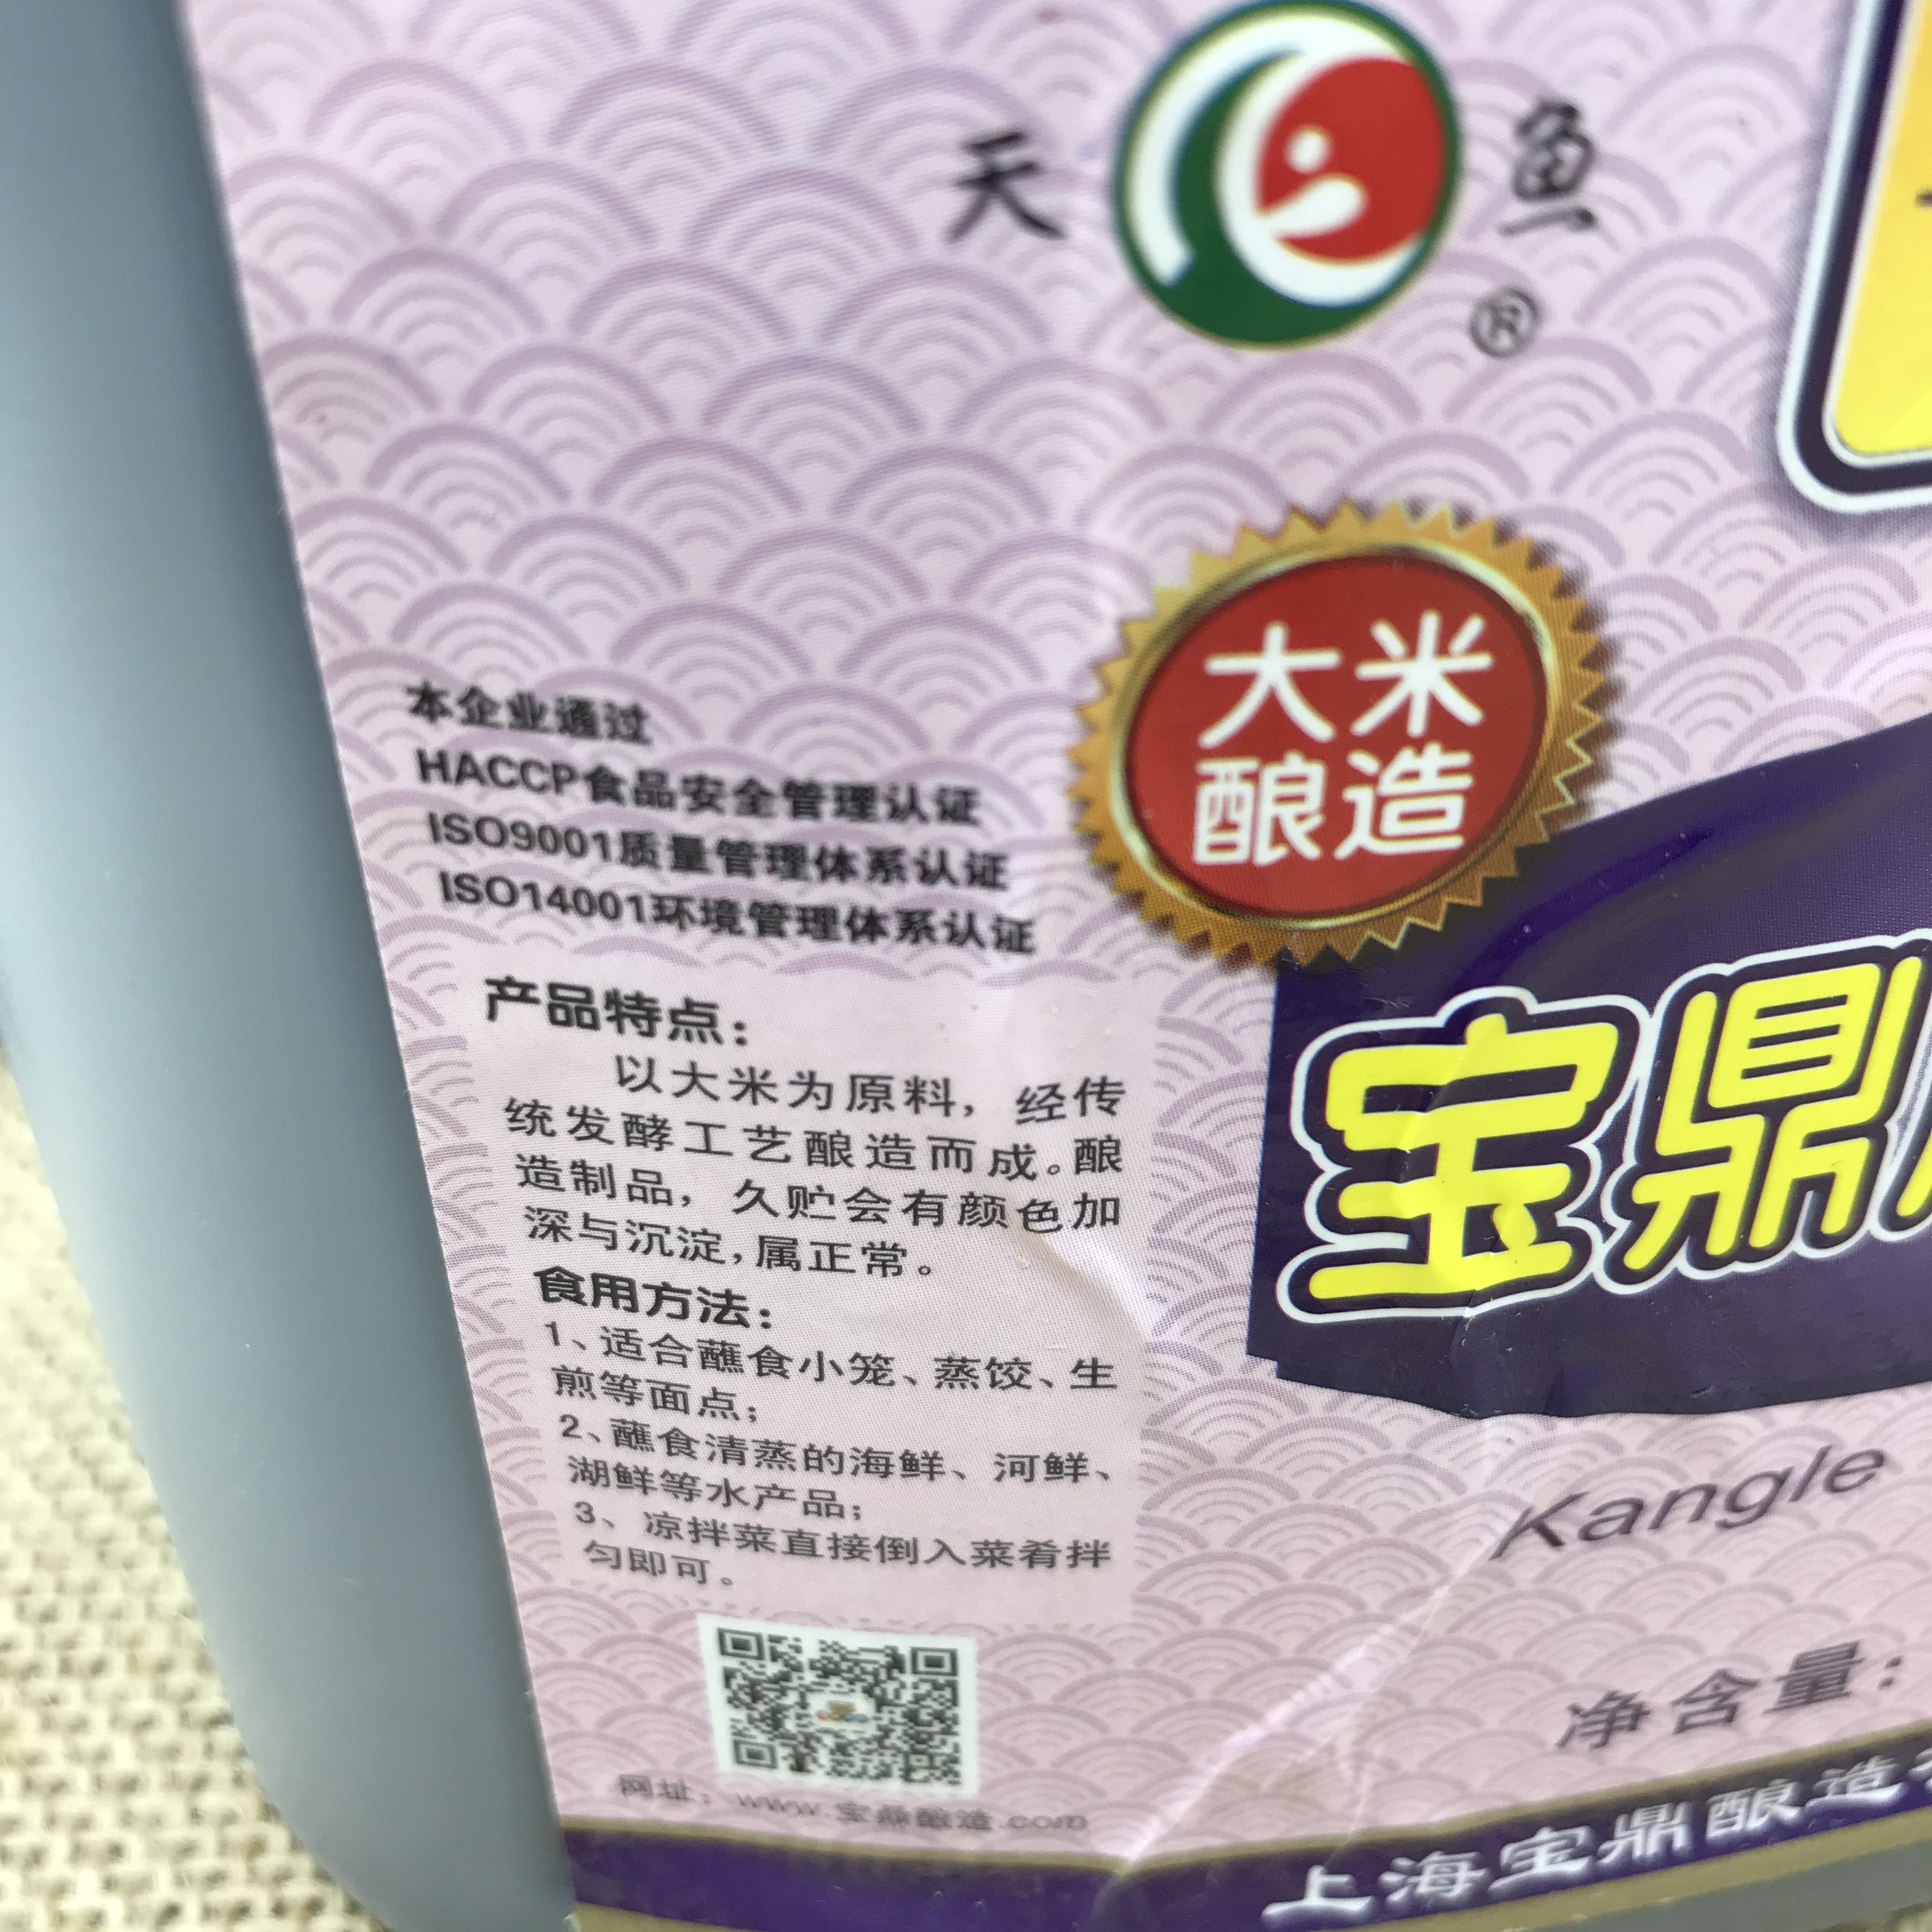 天 鱼
®
大米
酿造
本企业通过
HACCP食品安全管理认证
ISO9001质量管理体系认证
ISO14001环境管理体系认证
产品特点：
以大米为原料，经传
统发酵工艺酿造而成。酿
造制品，久贮会有颜色加
深与沉淀，属正常。
食用方法：
1、适合蘸食小笼、蒸饺、生
煎等面点；
2、蘸食清蒸的海鲜、河鲜、
湖鲜等水产品；
3、凉拌菜直接倒入菜肴拌
匀即可。
宝鼎
Kangle
净含量：
网址：www.宝鼎酿造.com
上海宝鼎酿造